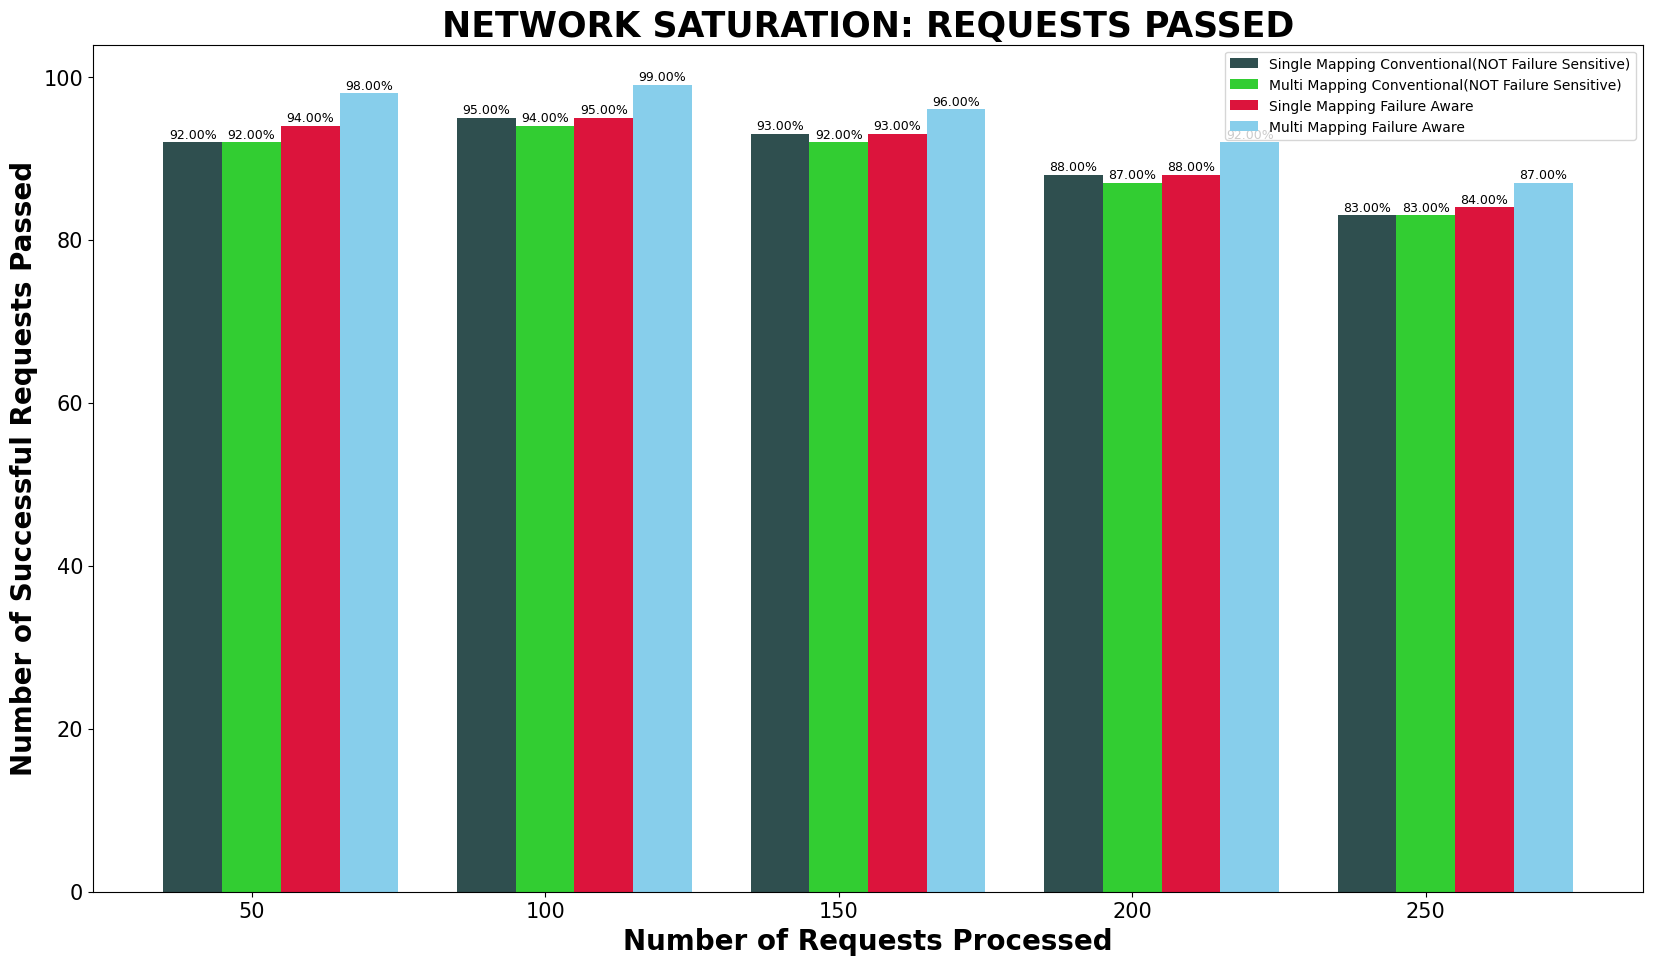 NETWORK SATURATION: REQUESTS PASSED
Single Mapping Conventional(NOT Failure Sensitive)
Multi Mapping Conventional(NOT Failure Sensitive)
Single Mapping Failure Aware
Multi Mapping Failure Aware
Number of Successful Requests Passed
100
80
60
40
20
0
92.00% 92.00% 94.00% 98.00%
95.00% 94.00% 95.00% 99.00%
93.00% 92.00% 93.00% 96.00%
88.00% 87.00% 88.00% 92.00%
83.00% 83.00% 84.00% 87.00%
50 100 150 200 250
Number of Requests Processed